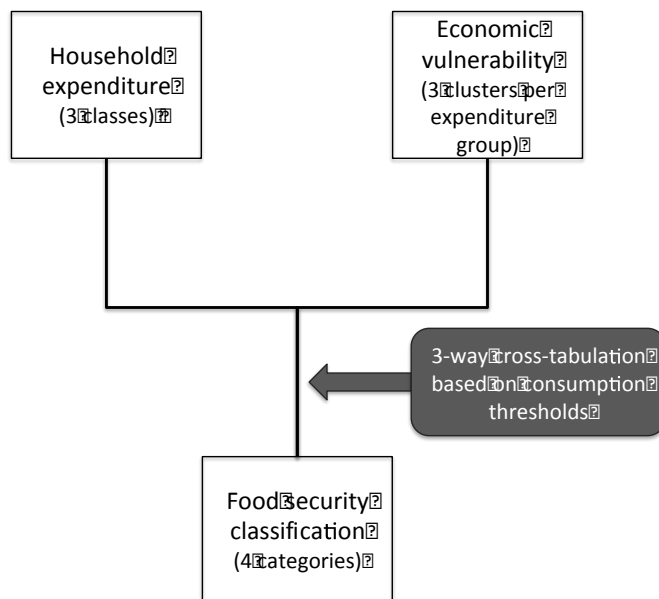 Household
expenditure
(3 classes)
Economic
vulnerability
(3 clusters per
expenditure
group)
3-way cross-tabulation
based on consumption
thresholds
Food security
classification
(4 categories)